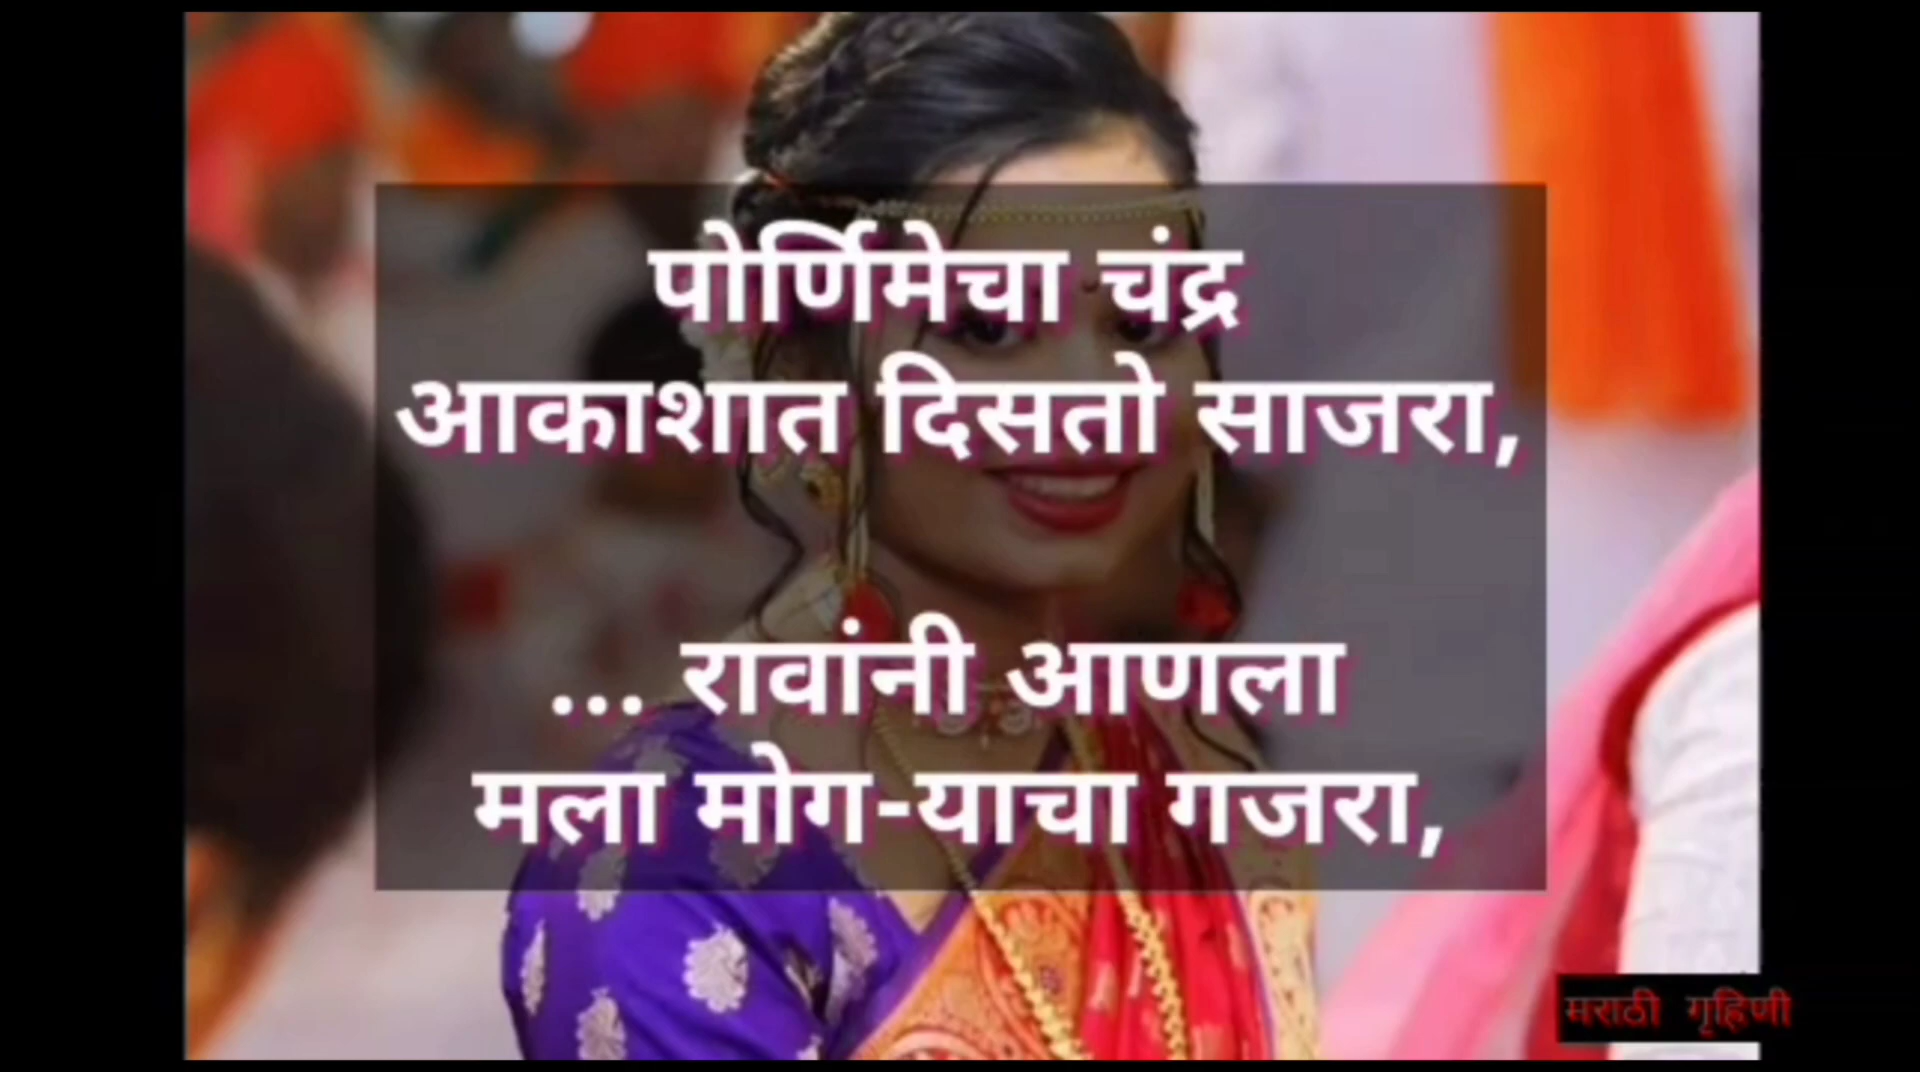 पोर्णिमेचा चंद्र
आकाशात दिसतो साजरा,
... रावांनी आणला
मला मोग-याचा गजरा,
मराठी गृहिणी